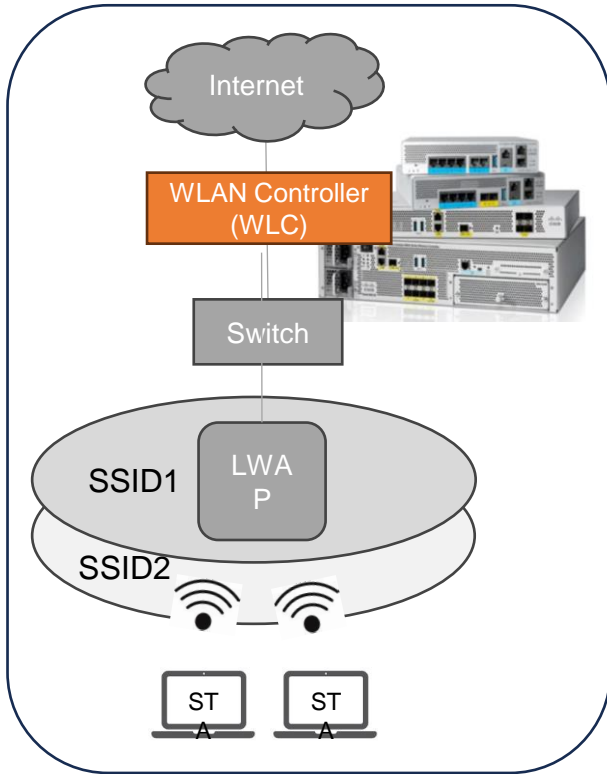 Internet
WLAN Controller
(WLC)
Switch
SSID1
LWA
P
SSID2
ST
A
ST
A